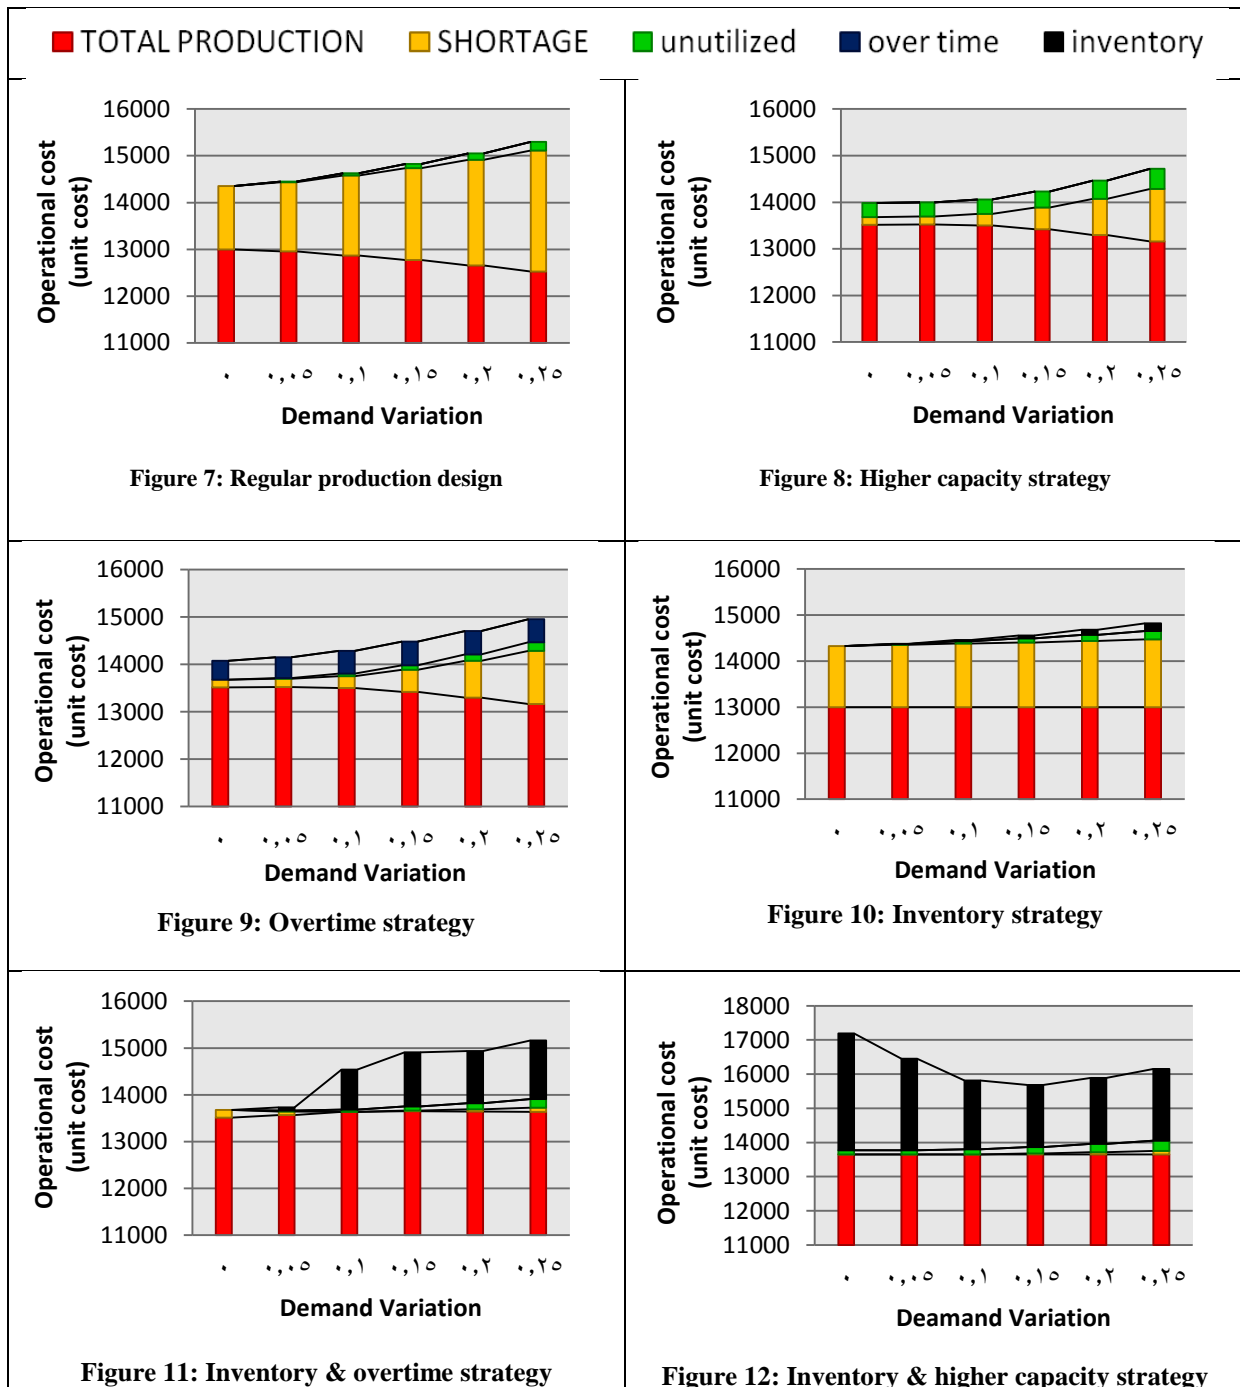 TOTAL PRODUCTION SHORTAGE unutilized over time inventory
Operational cost
(unit cost)
16000
15000
14000
13000
12000
11000
٠ ٠,٠٥ ٠,١ ٠,١٥ ٠,٢ ٠,٢٥
Demand Variation
Figure 7: Regular production design
Operational cost
(unit cost)
16000
15000
14000
13000
12000
11000
٠ ٠,٠٥ ٠,١ ٠,١٥ ٠,٢ ٠,٢٥
Demand Variation
Figure 8: Higher capacity strategy
Operational cost
(unit cost)
16000
15000
14000
13000
12000
11000
٠ ٠,٠٥ ٠,١ ٠,١٥ ٠,٢ ٠,٢٥
Demand Variation
Figure 9: Overtime strategy
Operational cost
(unit cost)
16000
15000
14000
13000
12000
11000
٠ ٠,٠٥ ٠,١ ٠,١٥ ٠,٢ ٠,٢٥
Demand Variation
Figure 10: Inventory strategy
Operational cost
(unit cost)
16000
15000
14000
13000
12000
11000
٠ ٠,٠٥ ٠,١ ٠,١٥ ٠,٢ ٠,٢٥
Demand Variation
Figure 11: Inventory & overtime strategy
Operational cost
(unit cost)
18000
17000
16000
15000
14000
13000
12000
11000
٠ ٠,٠٥ ٠,١ ٠,١٥ ٠,٢ ٠,٢٥
Deamand Variation
Figure 12: Inventory & higher capacity strategy